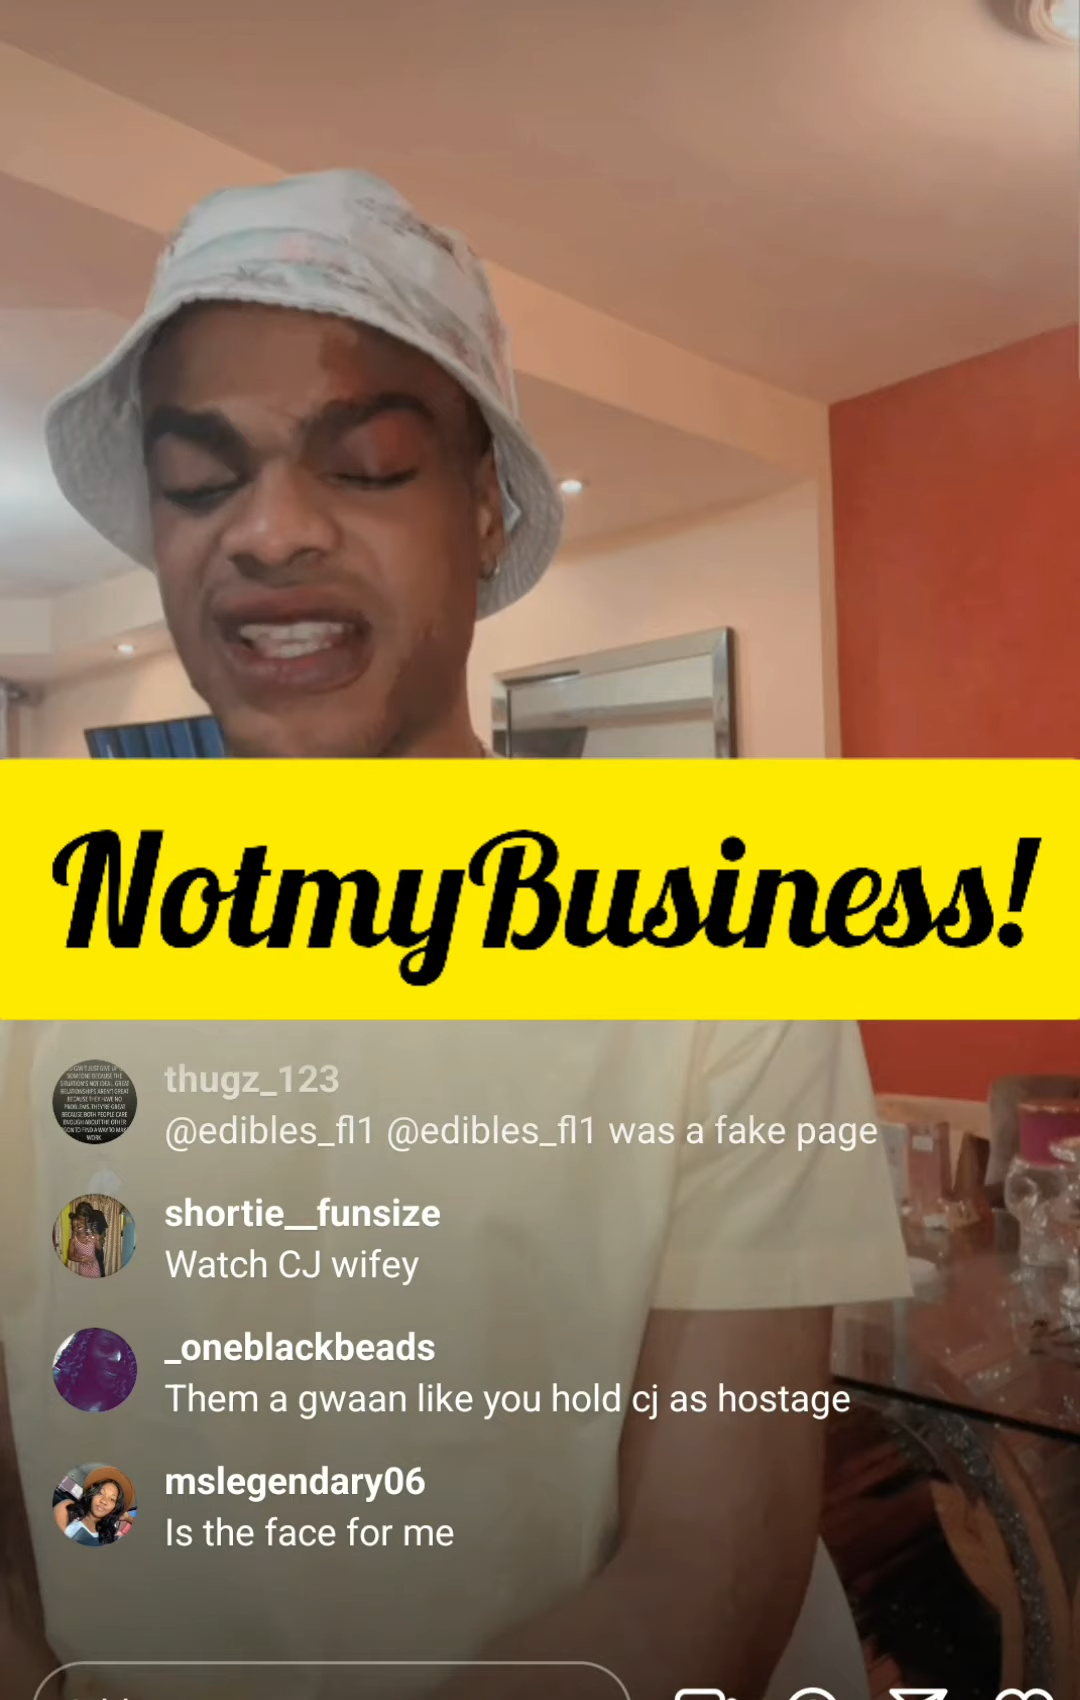 NotmyBusiness!
thugz_123
@edibles_fl1 @edibles_fl1 was a fake page
shortie__funsize
Watch CJ wifey
_oneblackbeads
Them a gwaan like you hold cj as hostage
mslegendary06
Is the face for me